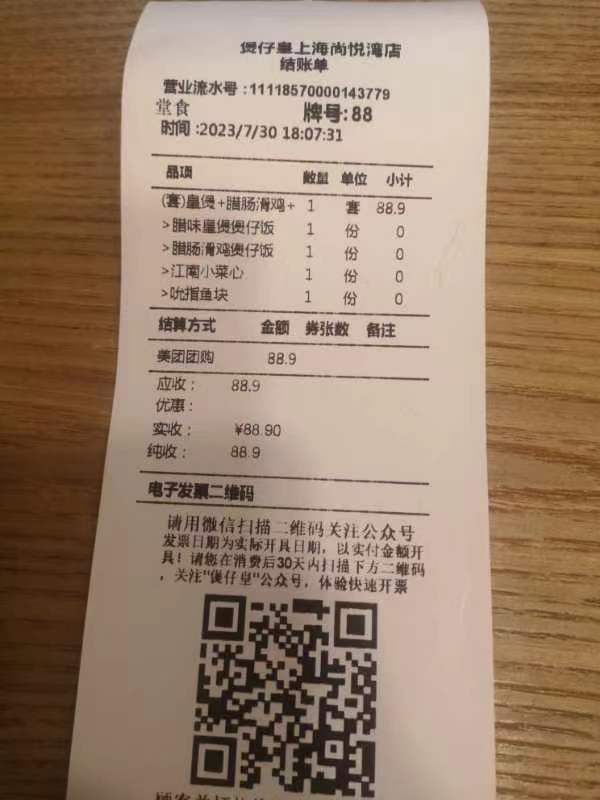 煲仔皇上海尚悦湾店
结账单
营业流水号:11118570000143779
堂食 牌号:88
时间:2023/7/30 18:07:31
品项 数量 单位 小计
(套)皇煲+腊肠滑鸡+ 1 套 88.9
>腊味皇煲煲仔饭 1 份 0
>腊肠滑鸡煲仔饭 1 份 0
>江南小菜心 1 份 0
>吮指鱼块 1 份 0
结算方式 金额 券张数 备注
美团团购 88.9
应收: 88.9
优惠:
实收: ¥88.90
纯收: 88.9
电子发票二维码
请用微信扫描二维码关注公众号
发票日期为实际开具日期，以实付金额开
具!请您在消费后30天内扫描下方二维码
，关注"煲仔皇"公众号，体验快速开票